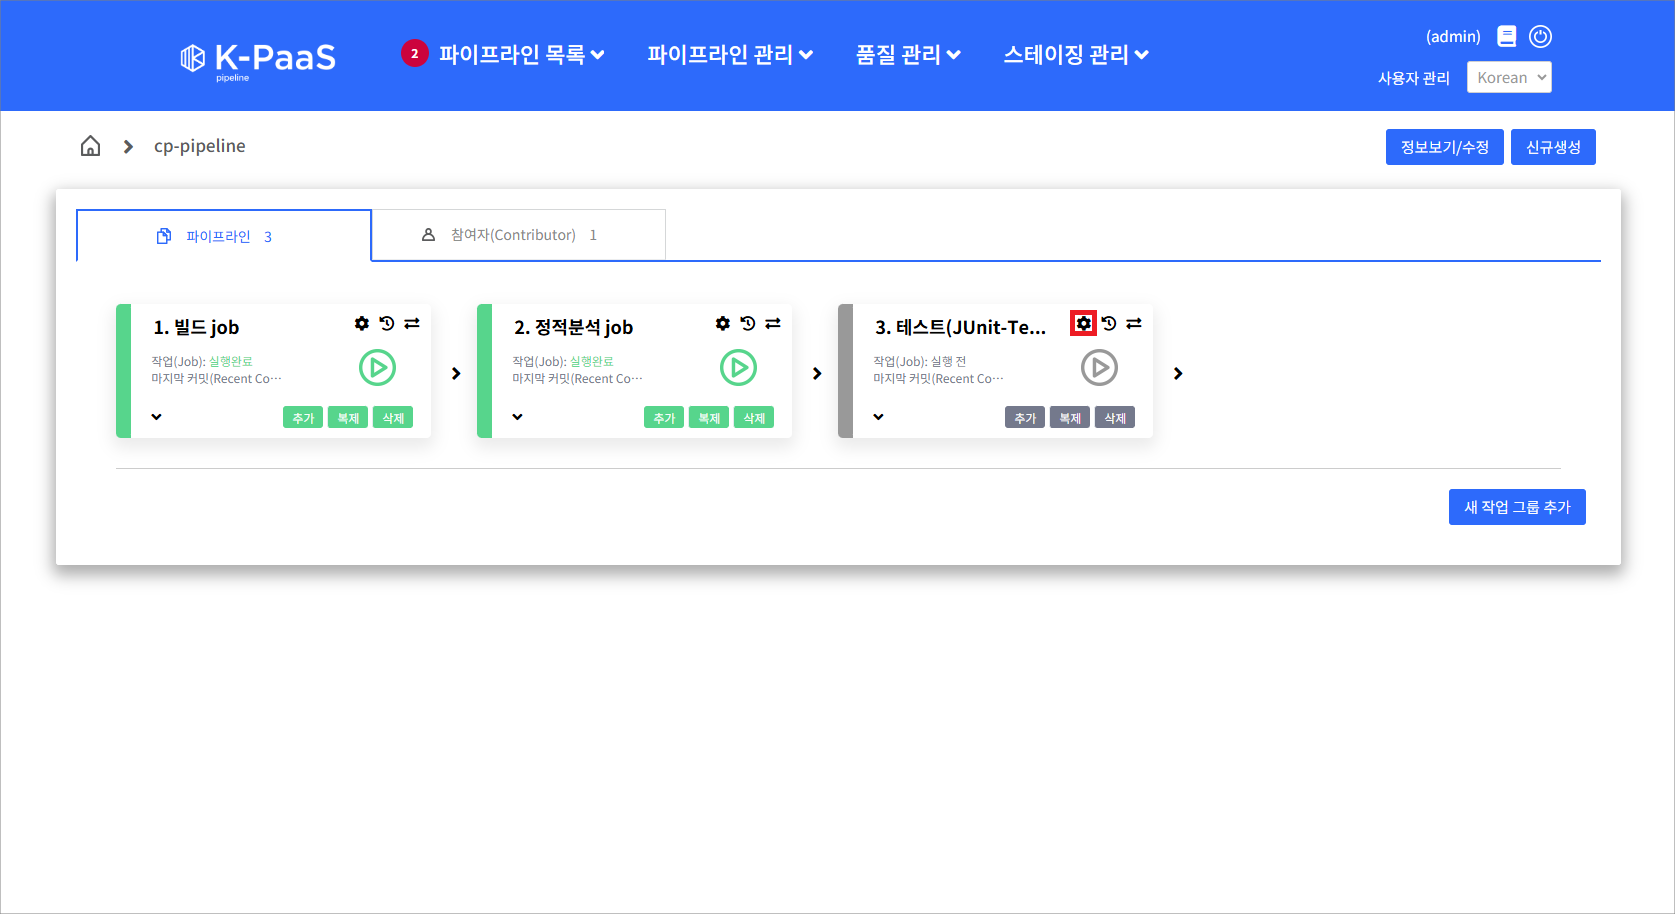 K-PaaS
pipeline
2 파이프라인 목록
파이프라인 관리
품질 관리
스테이징 관리
(admin)
사용자 관리
Korean
cp-pipeline
정보보기/수정
신규생성
파이프라인 3
참여자(Contributor) 1
1. 빌드 job
작업(Job): 실행완료
마지막 커밋(Recent Co…
추가 복제 삭제
2. 정적분석 job
작업(Job): 실행완료
마지막 커밋(Recent Co…
추가 복제 삭제
3. 테스트(JUnit-Te...
작업(Job): 실행 전
마지막 커밋(Recent Co…
추가 복제 삭제
새 작업 그룹 추가